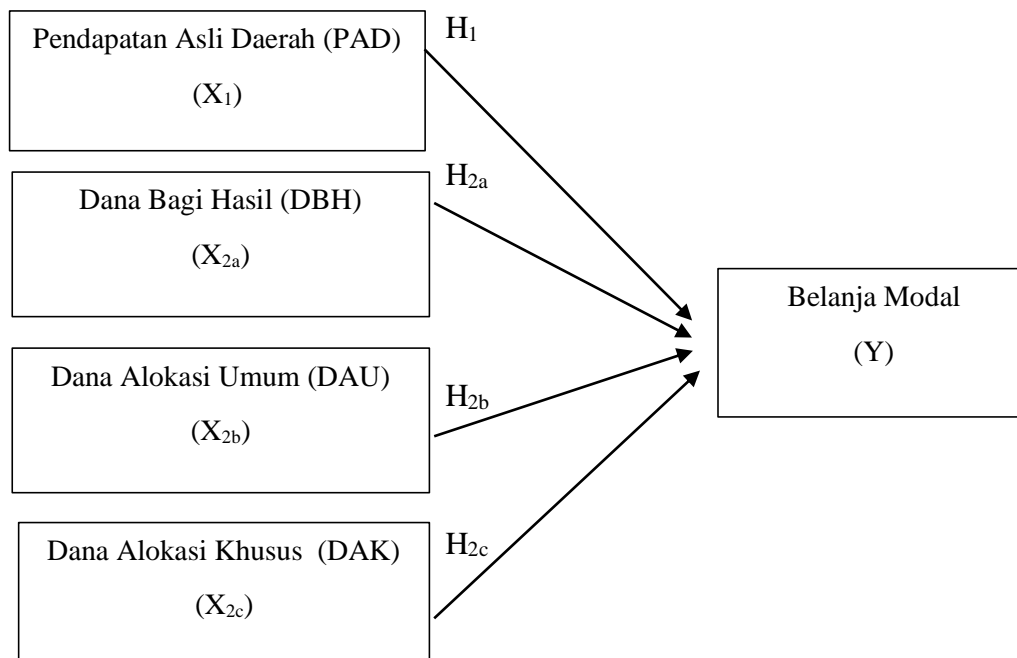 Pendapatan Asli Daerah (PAD)
(X₁)
H₁
Dana Bagi Hasil (DBH)
(X₂ₐ)
H₂ₐ
Dana Alokasi Umum (DAU)
(X2b)
H2b
Dana Alokasi Khusus (DAK)
(X2c)
H2c
Belanja Modal
(Y)